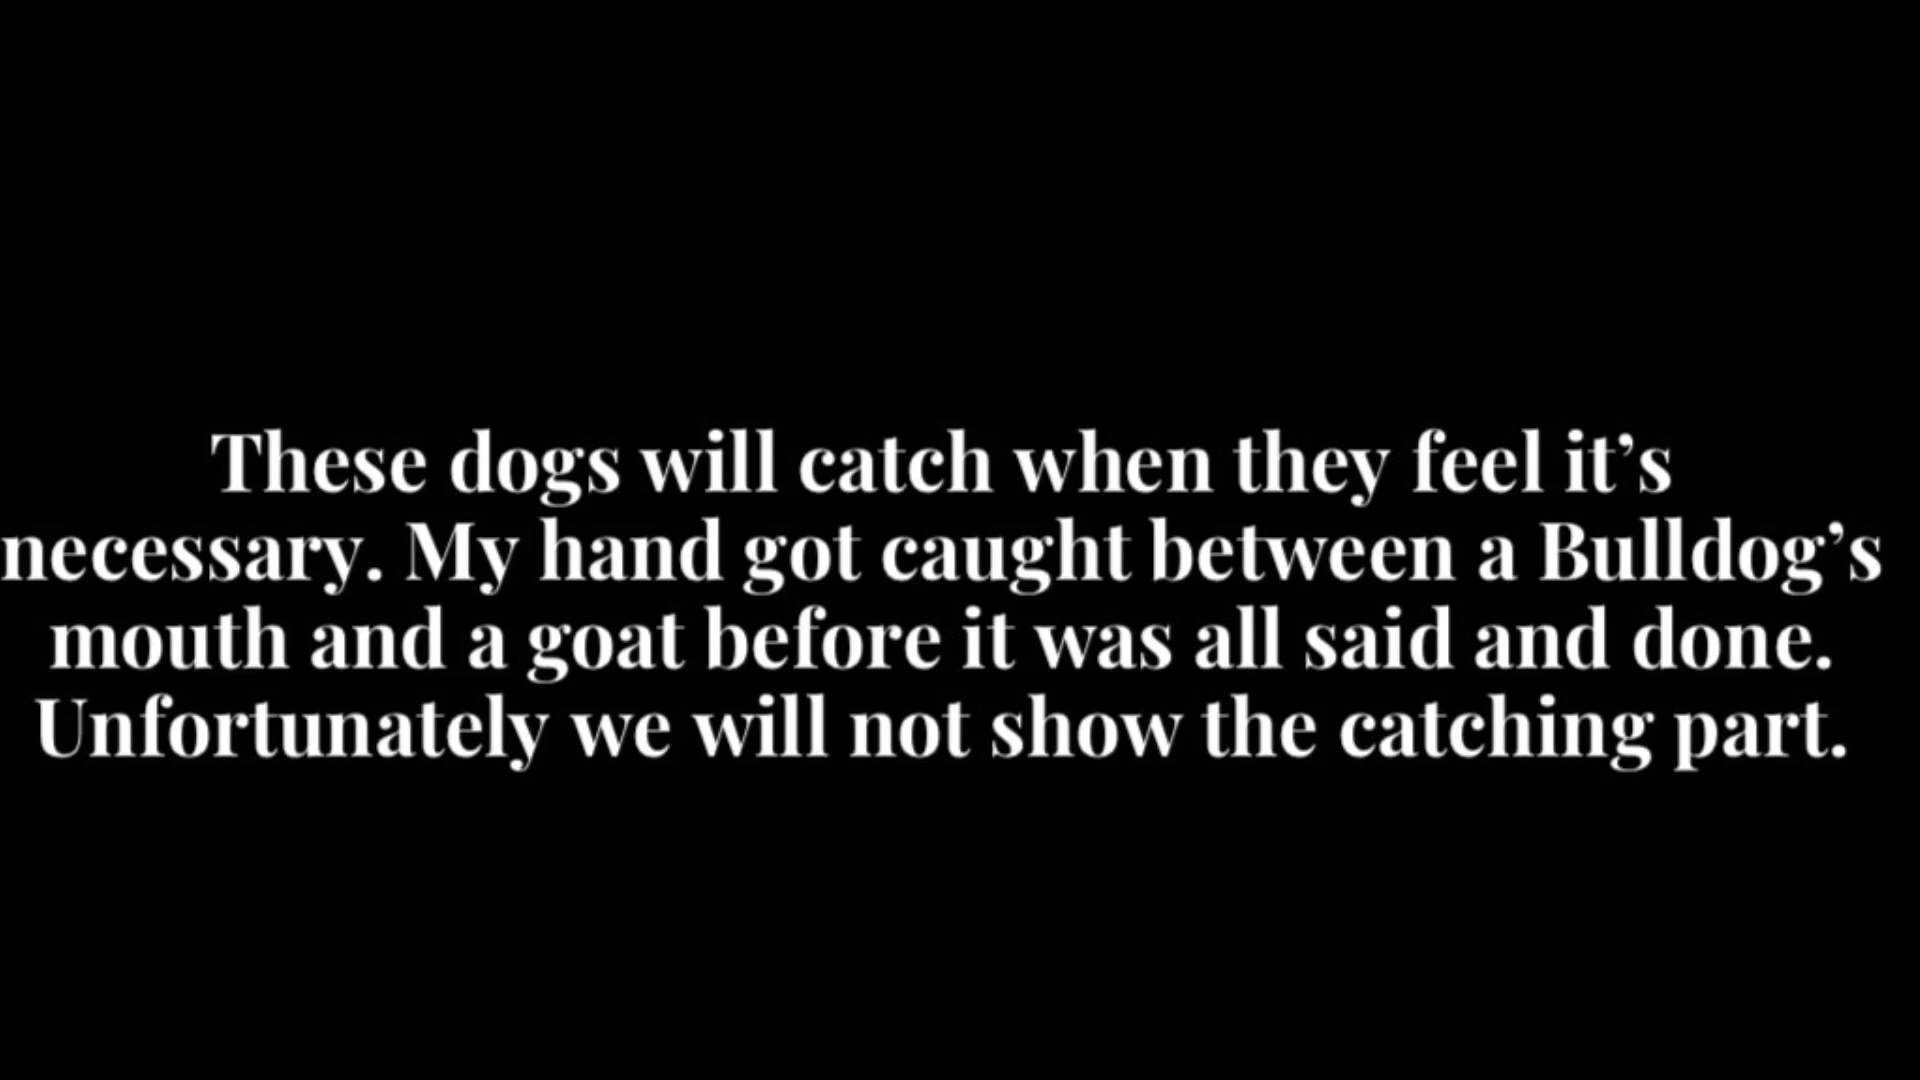 These dogs will catch when they feel it’s
necessary. My hand got caught between a Bulldog’s
mouth and a goat before it was all said and done.
Unfortunately we will not show the catching part.